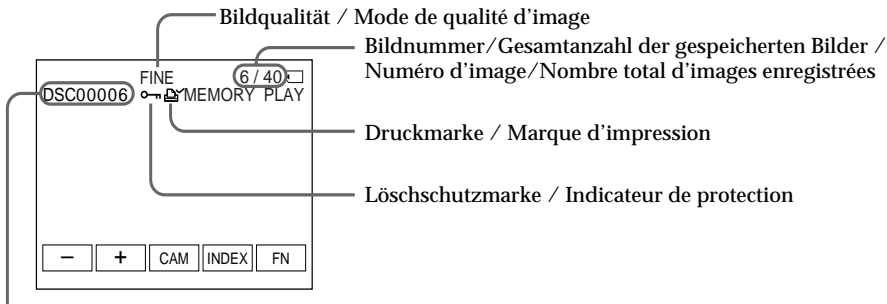 Bildqualität / Mode de qualité d'image
Bildnummer/Gesamtanzahl der gespeicherten Bilder /
Numéro d'image/Nombre total d'images enregistrées
FINE
6 / 40
DSC00006
MEMORY PLAY
Druckmarke / Marque d'impression
Löschschutzmarke / Indicateur de protection
− + CAM INDEX FN